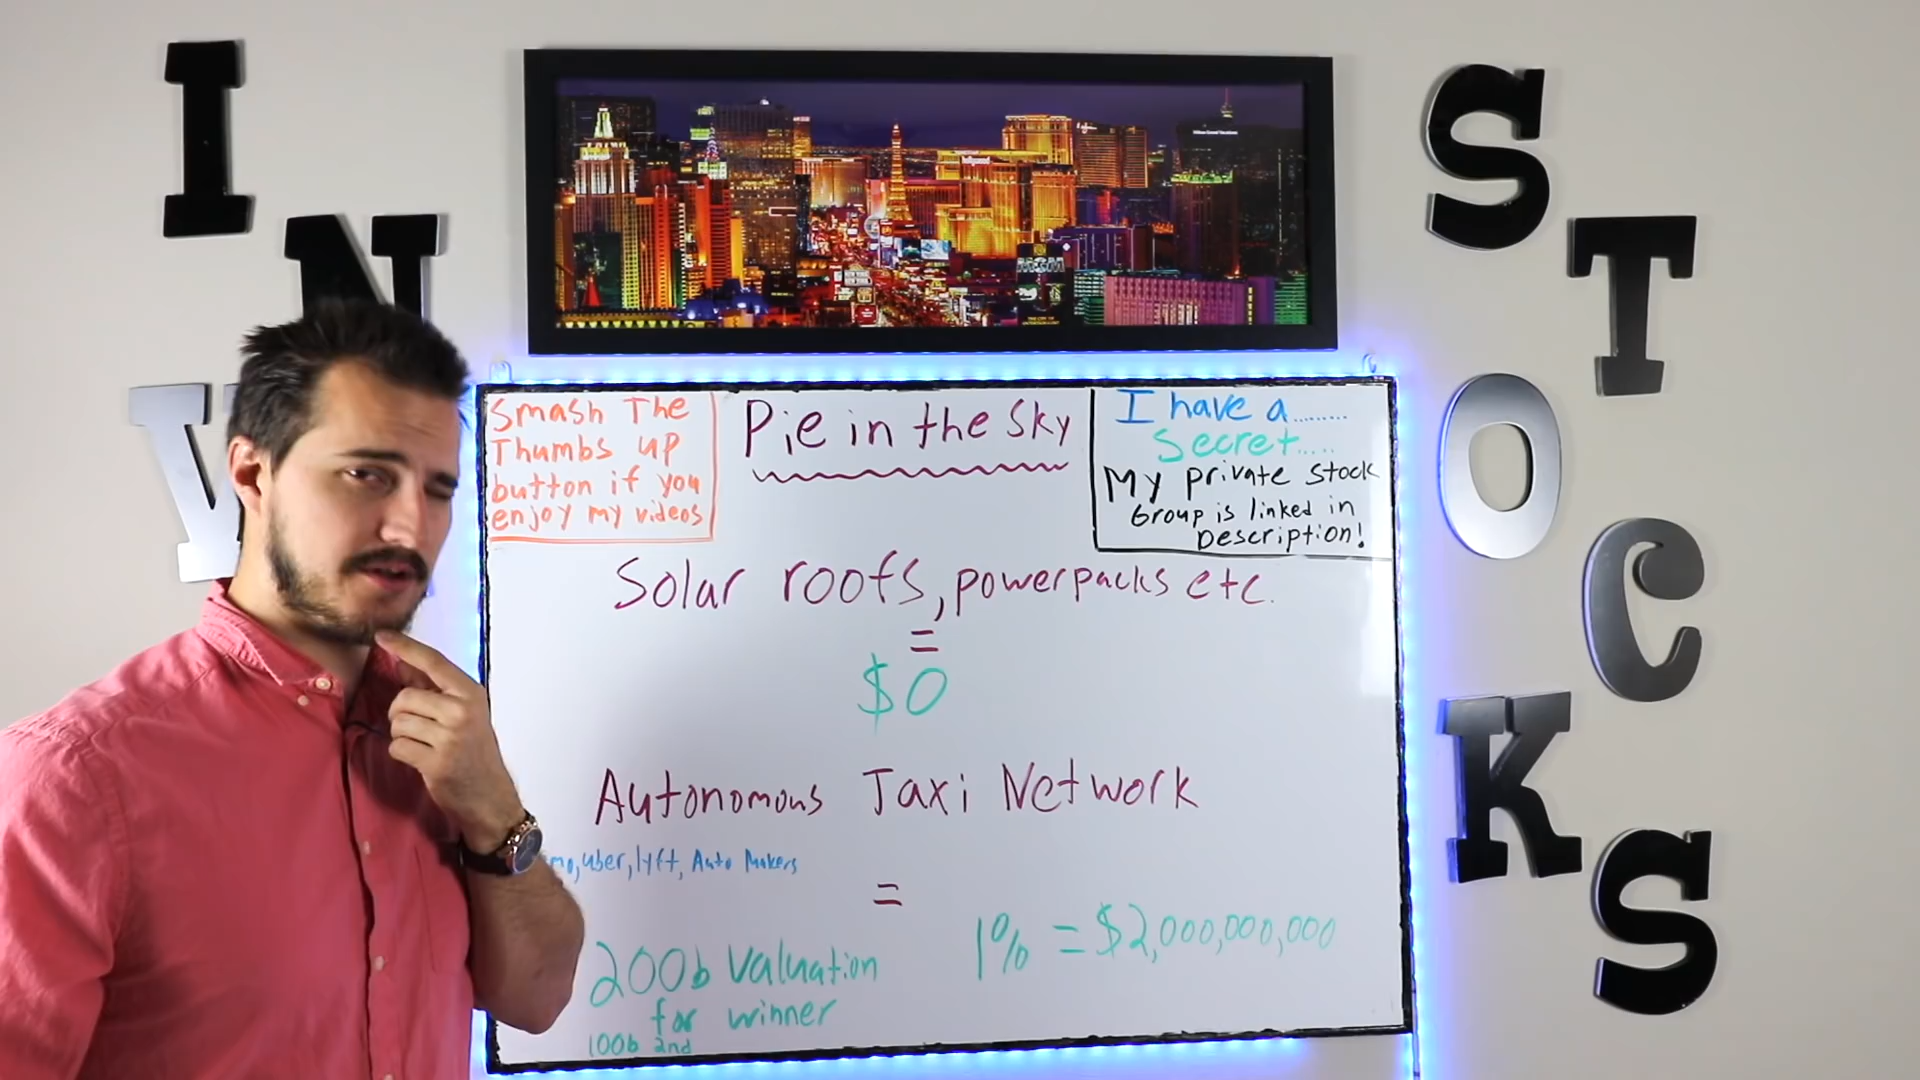 I
N
V
Smash The
Thumbs up
button if you
enjoy my videos
Pie in the Sky
I have a.........
Secret.....
My private stock
Group is linked in
Description!
Solar roofs, powerpacks etc.
=
$0
Autonomous Taxi Network
uber, lyft, Auto Makers
=
200b Valuation
for winner
100b 2nd
1% = $2,000,000,000
S
T
O
C
K
S